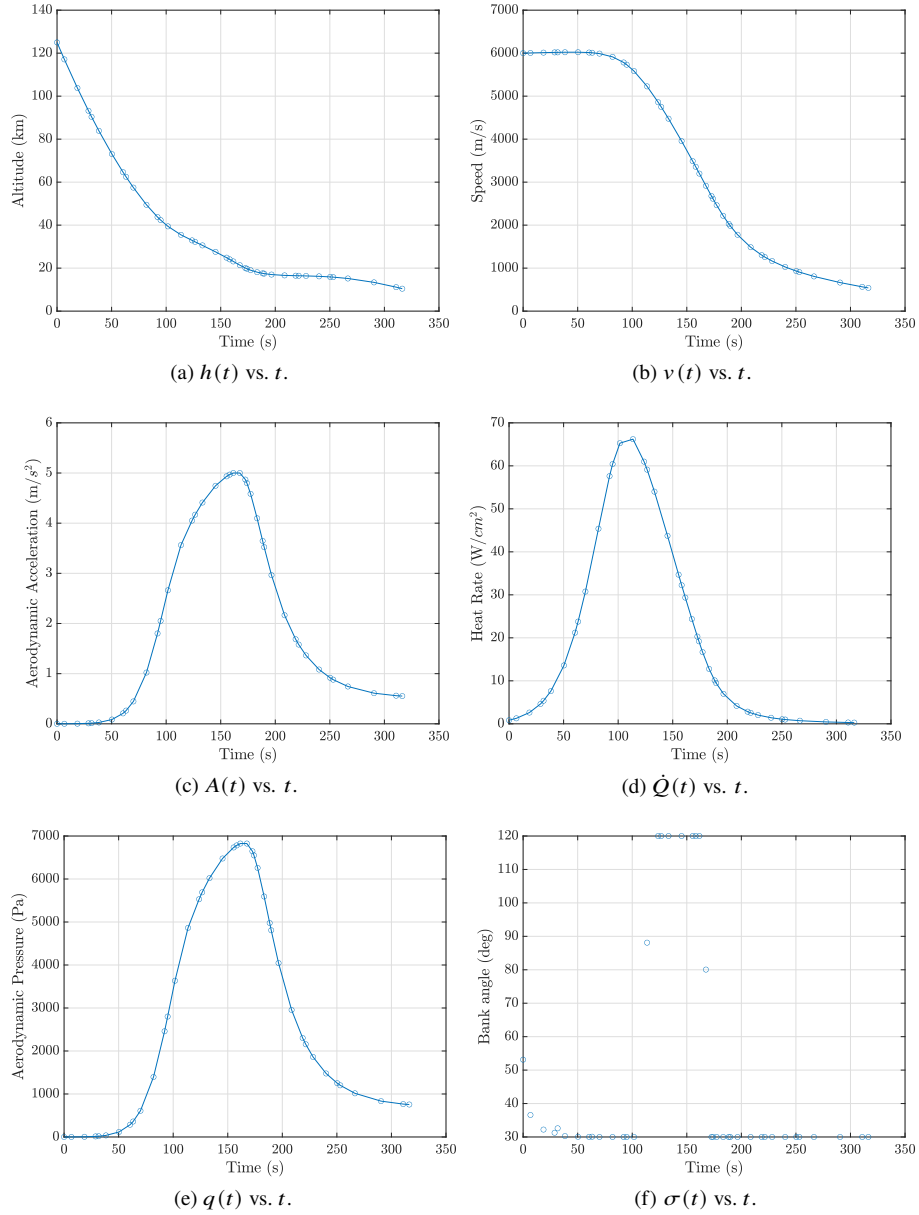 140
120
100
80
60
40
20
0
Altitude (km)
0 50 100 150 200 250 300 350
Time (s)
(a) h(t) vs. t.
7000
6000
5000
4000
3000
2000
1000
0
Speed (m/s)
0 50 100 150 200 250 300 350
Time (s)
(b) v(t) vs. t.
6
5
4
3
2
1
0
Aerodynamic Acceleration (m/s²)
0 50 100 150 200 250 300 350
Time (s)
(c) A(t) vs. t.
70
60
50
40
30
20
10
0
Heat Rate (W/cm²)
0 50 100 150 200 250 300 350
Time (s)
(d) Q̇(t) vs. t.
7000
6000
5000
4000
3000
2000
1000
0
Aerodynamic Pressure (Pa)
0 50 100 150 200 250 300 350
Time (s)
(e) q(t) vs. t.
120
110
100
90
80
70
60
50
40
30
Bank angle (deg)
0 50 100 150 200 250 300 350
Time (s)
(f) σ(t) vs. t.